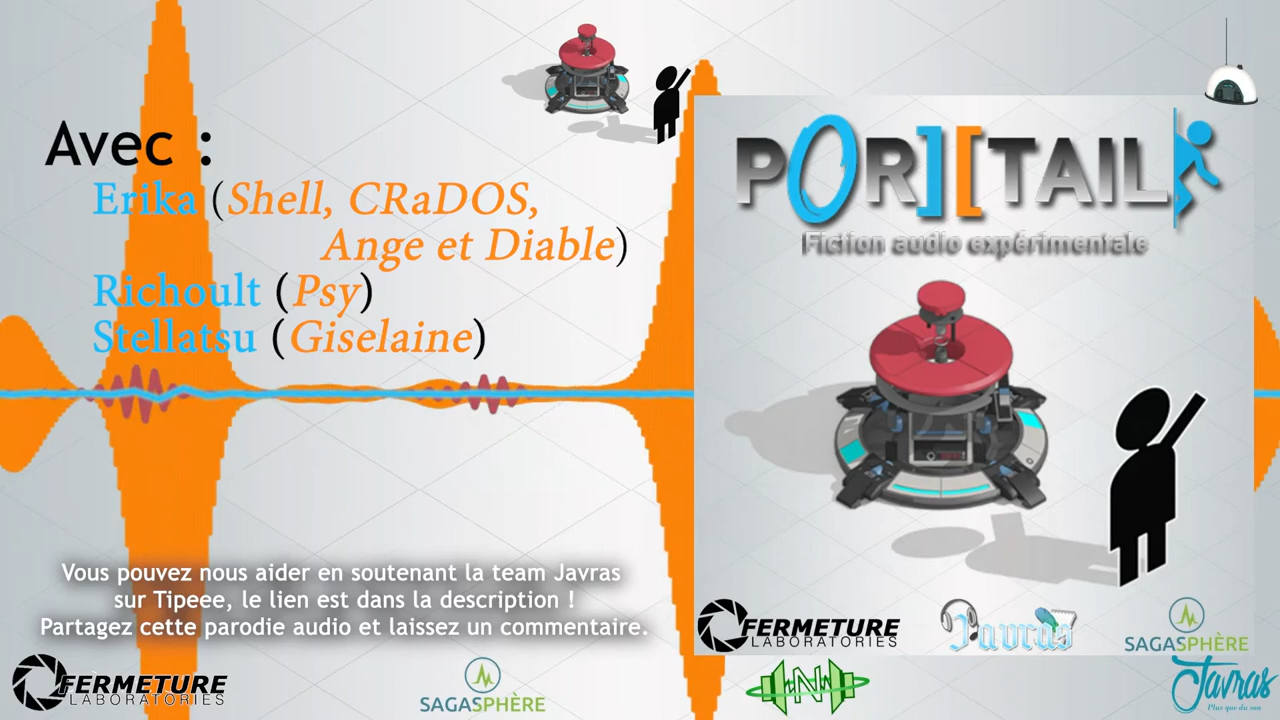 Avec :
Erika (Shell, CRaDOS,
Ange et Diable)
Richoult (Psy)
Stellatsu (Giselaine)
POR][TAIL
Fiction audio expérimentale
Vous pouvez nous aider en soutenant la team Javras
sur Tipeee, le lien est dans la description !
Partagez cette parodie audio et laissez un commentaire.
FERMETURE
LABORATORIES
Javras
SAGASPHÈRE
FERMETURE
LABORATORIES
SAGASPHÈRE
N
Javras
Plus que du son